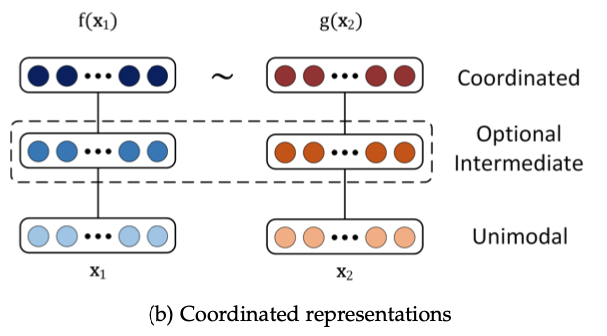 f(x₁) g(x₂)
~ Coordinated
Optional
Intermediate
Unimodal
x₁ x₂
(b) Coordinated representations